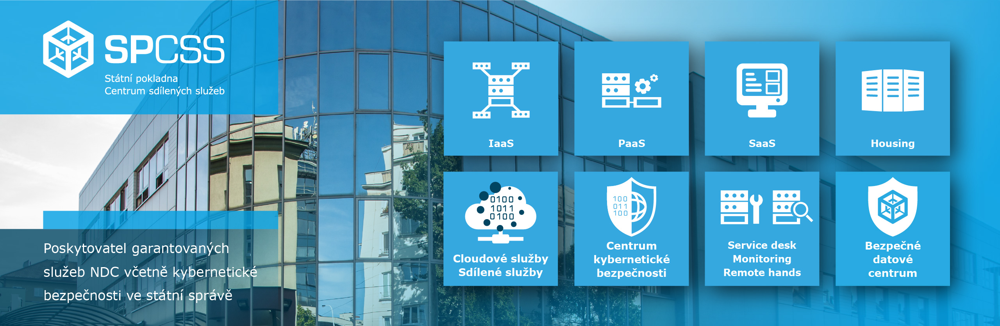 SPCSS
Státní pokladna
Centrum sdílených služeb
Poskytovatel garantovaných
služeb NDC včetně kybernetické
bezpečnosti ve státní správě
IaaS
PaaS
SaaS
Housing
0100
1011
0100
Cloudové služby
Sdílené služby
100
011
100
Centrum
kybernetické
bezpečnosti
Service desk
Monitoring
Remote hands
Bezpečné
datové
centrum